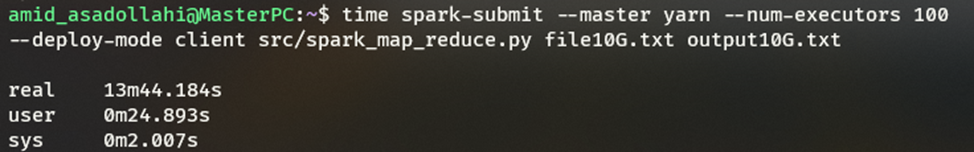 amid_asadollahi@MasterPC:~$ time spark-submit --master yarn --num-executors 100
--deploy-mode client src/spark_map_reduce.py file10G.txt output10G.txt
real 13m44.184s
user 0m24.893s
sys 0m2.007s